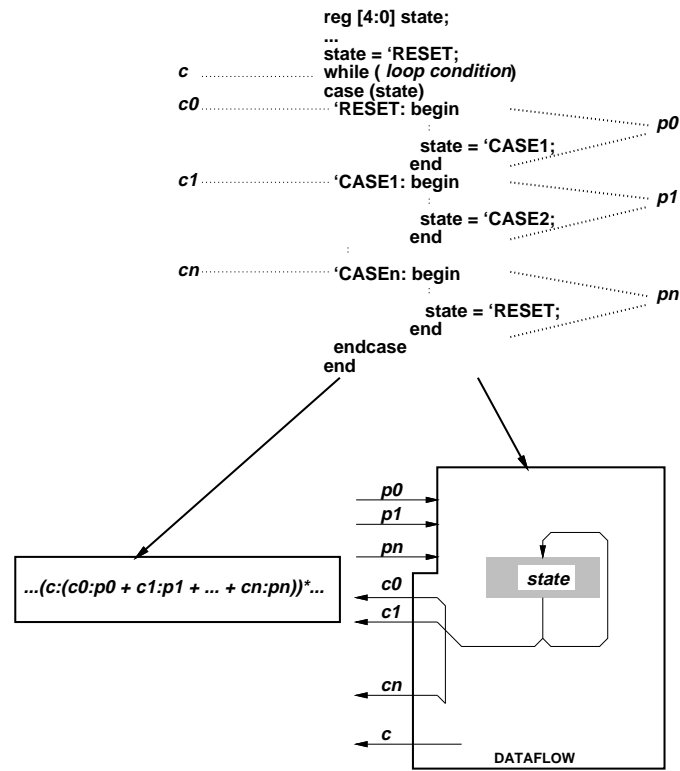 reg [4:0] state;
...
state = ‘RESET;
c while ( loop condition)
case (state)
c0 ‘RESET: begin
p0
state = ‘CASE1;
end
c1 ‘CASE1: begin
p1
state = ‘CASE2;
end
cn ‘CASEn: begin
pn
state = ‘RESET;
end
endcase
end
p0
p1
pn
...(c:(c0:p0 + c1:p1 + ... + cn:pn))*...
c0
state
c1
cn
c
DATAFLOW